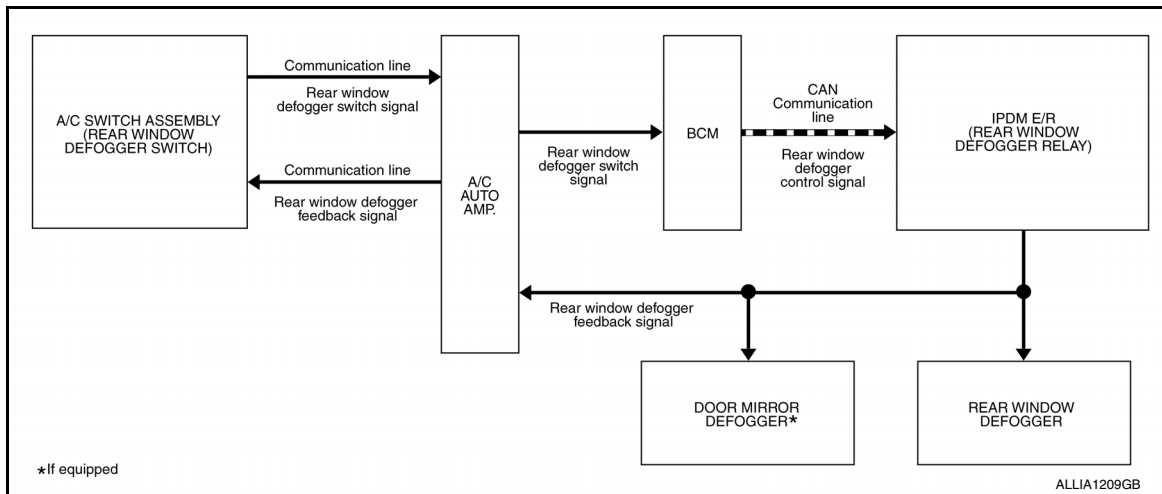 A/C SWITCH ASSEMBLY
(REAR WINDOW
DEFOGGER SWITCH)
Communication line
Rear window
defogger switch signal
Communication line
Rear window defogger
feedback signal
A/C
AUTO
AMP.
Rear window
defogger switch
signal
BCM
CAN
Communication
line
Rear window
defogger
control signal
IPDM E/R
(REAR WINDOW
DEFOGGER RELAY)
Rear window defogger
feedback signal
DOOR MIRROR
DEFOGGER*
REAR WINDOW
DEFOGGER
*If equipped
ALLIA1209GB